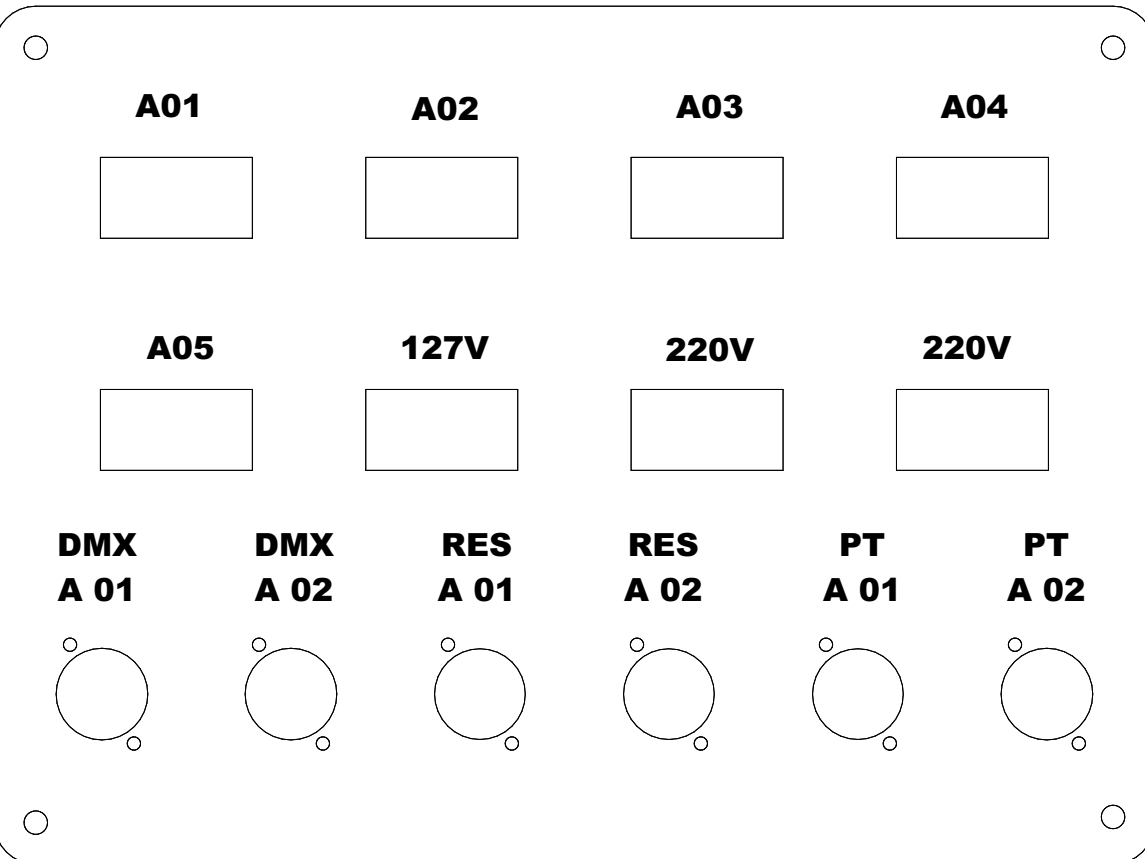 A01 A02 A03 A04
A05 127V 220V 220V
DMX DMX RES RES PT PT
A 01 A 02 A 01 A 02 A 01 A 02